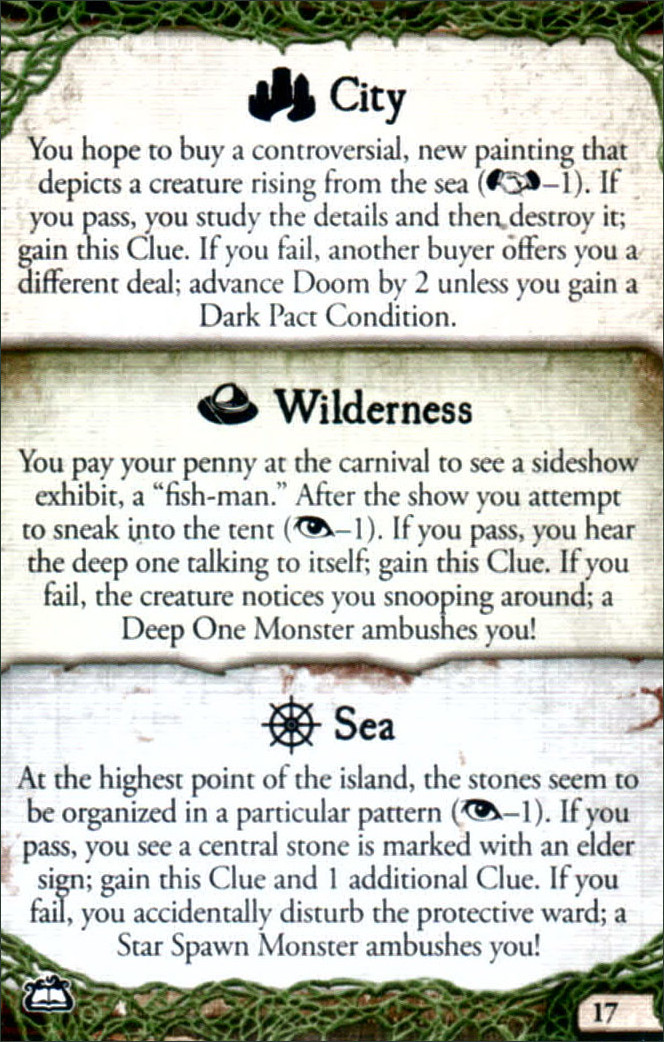 City
You hope to buy a controversial, new painting that
depicts a creature rising from the sea (–1). If
you pass, you study the details and then destroy it;
gain this Clue. If you fail, another buyer offers you a
different deal; advance Doom by 2 unless you gain a
Dark Pact Condition.
Wilderness
You pay your penny at the carnival to see a sideshow
exhibit, a “fish-man.” After the show you attempt
to sneak into the tent (–1). If you pass, you hear
the deep one talking to itself; gain this Clue. If you
fail, the creature notices you snooping around; a
Deep One Monster ambushes you!
Sea
At the highest point of the island, the stones seem to
be organized in a particular pattern (–1). If you
pass, you see a central stone is marked with an elder
sign; gain this Clue and 1 additional Clue. If you
fail, you accidentally disturb the protective ward; a
Star Spawn Monster ambushes you!
17